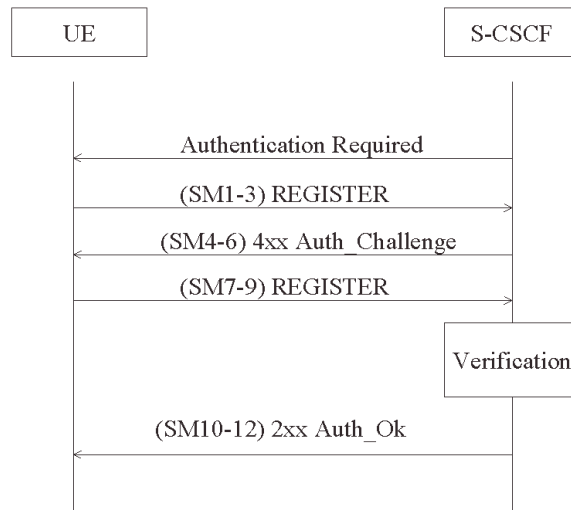 UE
S-CSCF
Authentication Required
(SM1-3) REGISTER
(SM4-6) 4xx Auth_Challenge
(SM7-9) REGISTER
Verification
(SM10-12) 2xx Auth_Ok